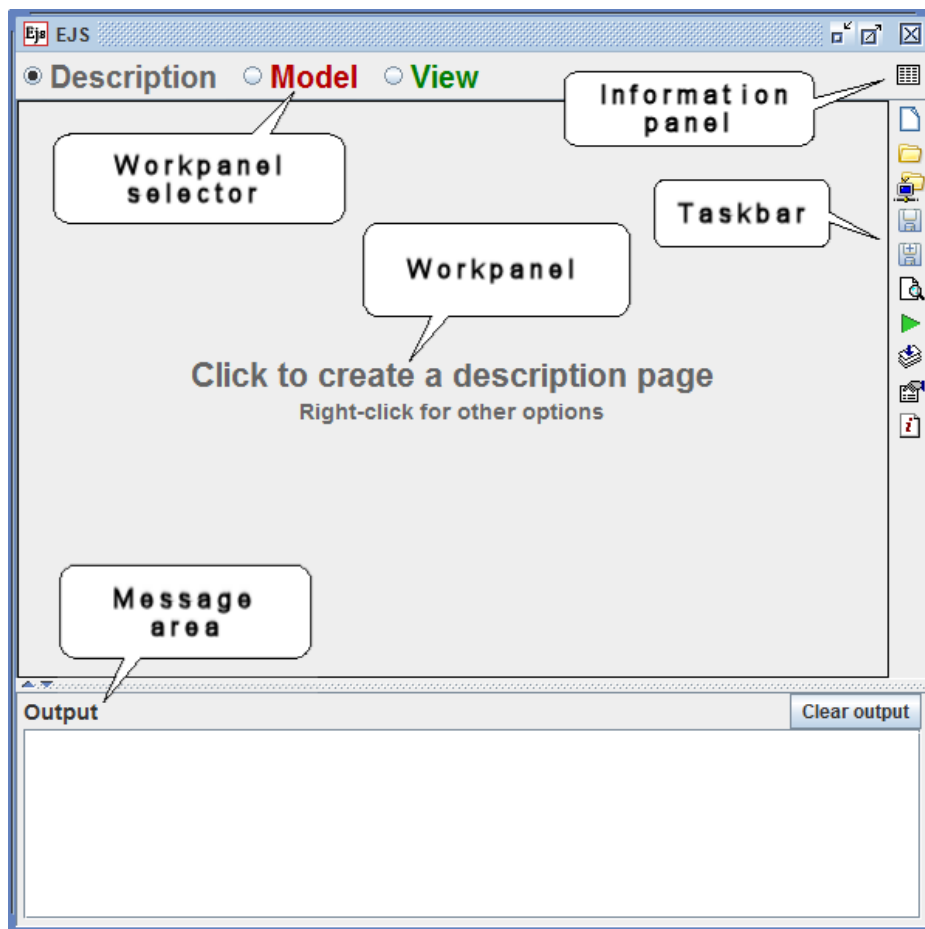 Ejs EJS
Description Model View
Information
panel
Workpanel
selector
Taskbar
Workpanel
Click to create a description page
Right-click for other options
Message
area
Output
Clear output